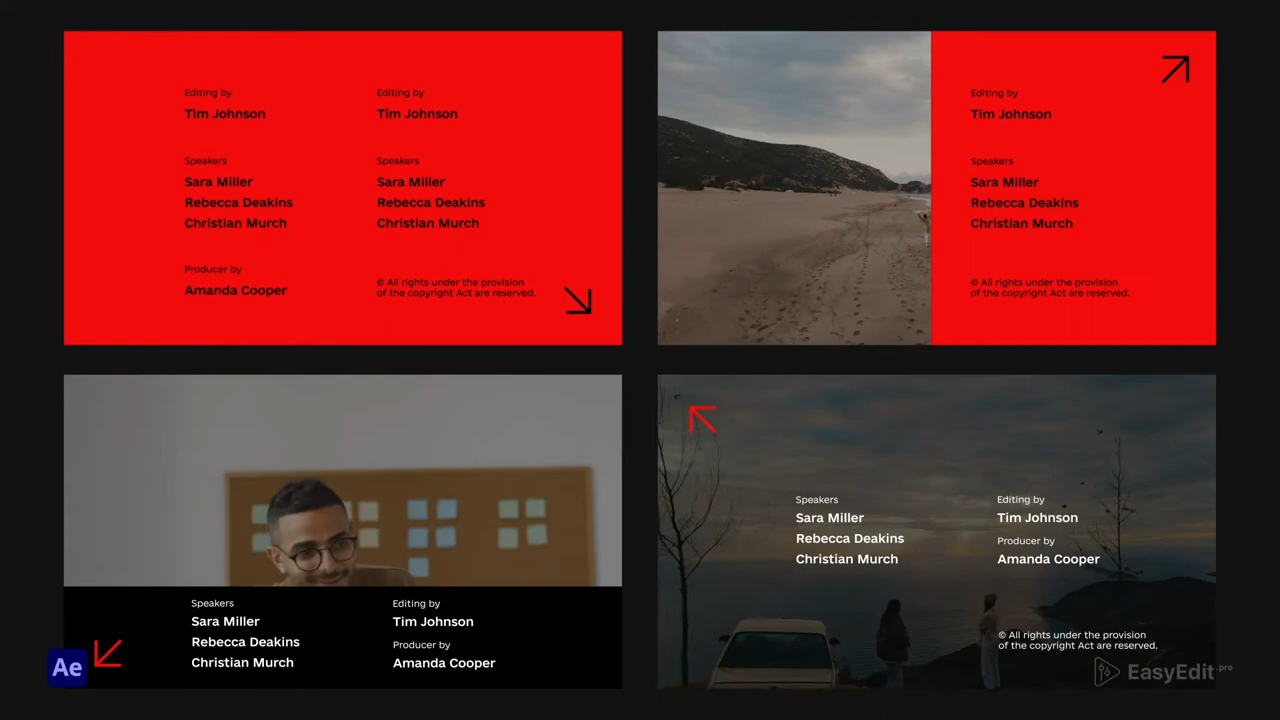 Editing by
Tim Johnson
Speakers
Sara Miller
Rebecca Deakins
Christian Murch
Producer by
Amanda Cooper
Editing by
Tim Johnson
Speakers
Sara Miller
Rebecca Deakins
Christian Murch
© All rights under the provision
of the copyright Act are reserved.
Editing by
Tim Johnson
Speakers
Sara Miller
Rebecca Deakins
Christian Murch
© All rights under the provision
of the copyright Act are reserved.
Speakers
Sara Miller
Rebecca Deakins
Christian Murch
Editing by
Tim Johnson
Producer by
Amanda Cooper
Ae
Speakers
Sara Miller
Rebecca Deakins
Christian Murch
Editing by
Tim Johnson
Producer by
Amanda Cooper
© All rights under the provision
of the copyright Act are reserved.
EasyEdit.pro